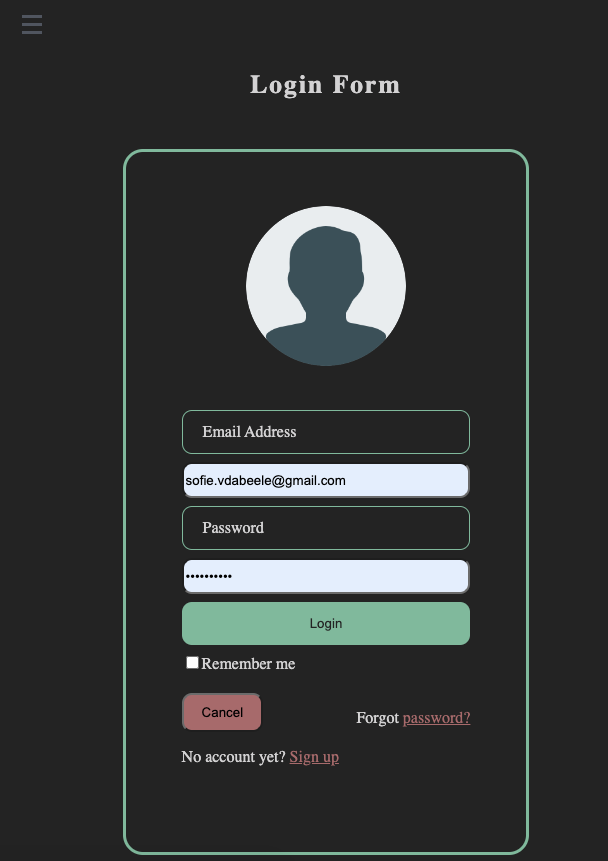 Login Form
Email Address
sofie.vdabeele@gmail.com
Password
••••••••••
Login
Remember me
Cancel
Forgot password?
No account yet? Sign up